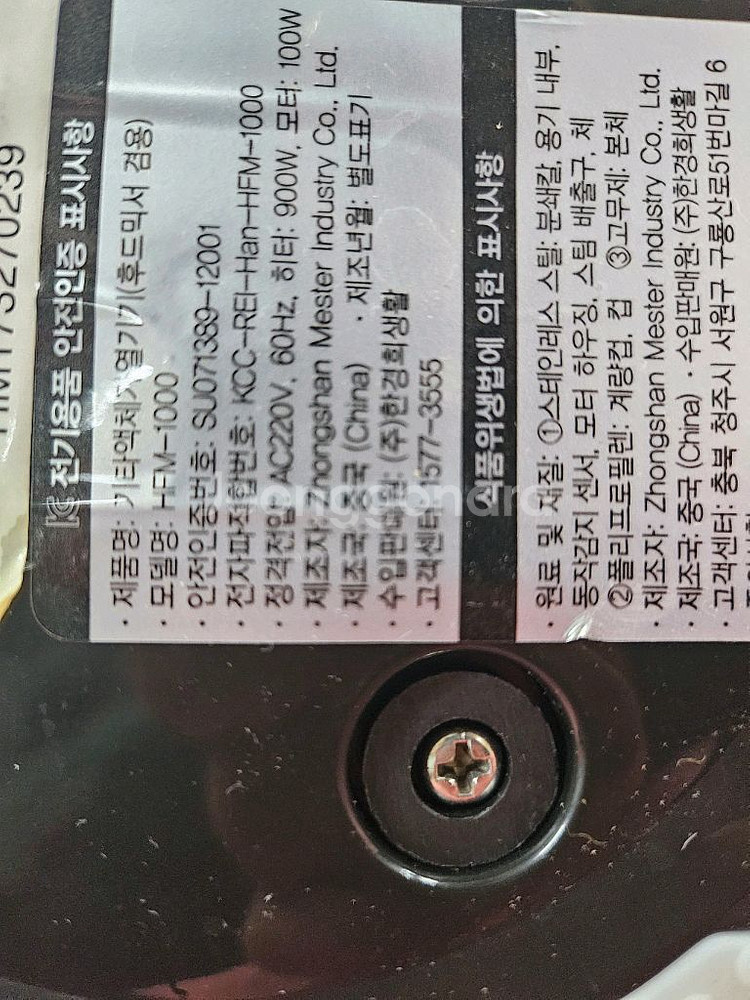 전기용품 안전인증 표시사항
· 제품명: 기타액체가열기기(후드믹서 겸용)
· 모델명: HFM-1000
· 안전인증번호: SU071389-12001
· 전자파적합번호: KCC-REI-Han-HFM-1000
· 정격전압: AC220V, 60Hz, 히터: 900W, 모터: 100W
· 제조자: Zhongshan Mester Industry Co., Ltd.
· 제조국: 중국 (China) · 제조년월: 별도표기
· 수입판매원: (주)한경희생활
· 고객센터: 1577-3555
식품위생법에 의한 표시사항
· 원료 및 재질: ①스테인레스 스틸: 분쇄칼, 용기 내부,
동작감지 센서, 모터 하우징, 스팀 배출구, 체
②폴리프로필렌: 계량컵, 컵 ③고무제: 본체
· 제조자: Zhongshan Mester Industry Co., Ltd.
· 제조국: 중국 (China) · 수입판매원: (주)한경희생활
· 고객센터: 충북 청주시 서원구 구룡산로51번마길 6